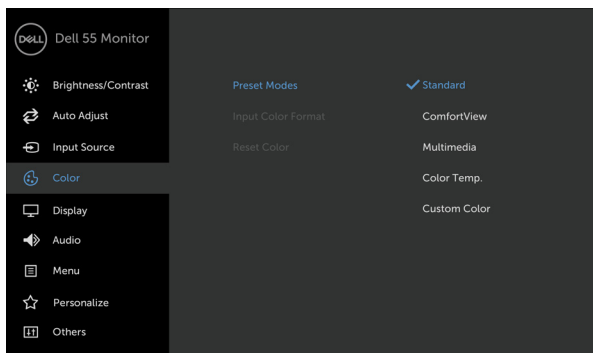 DELL Dell 55 Monitor
Brightness/Contrast
Auto Adjust
Input Source
Color
Display
Audio
Menu
Personalize
Others
Preset Modes
Input Color Format
Reset Color
Standard
ComfortView
Multimedia
Color Temp.
Custom Color